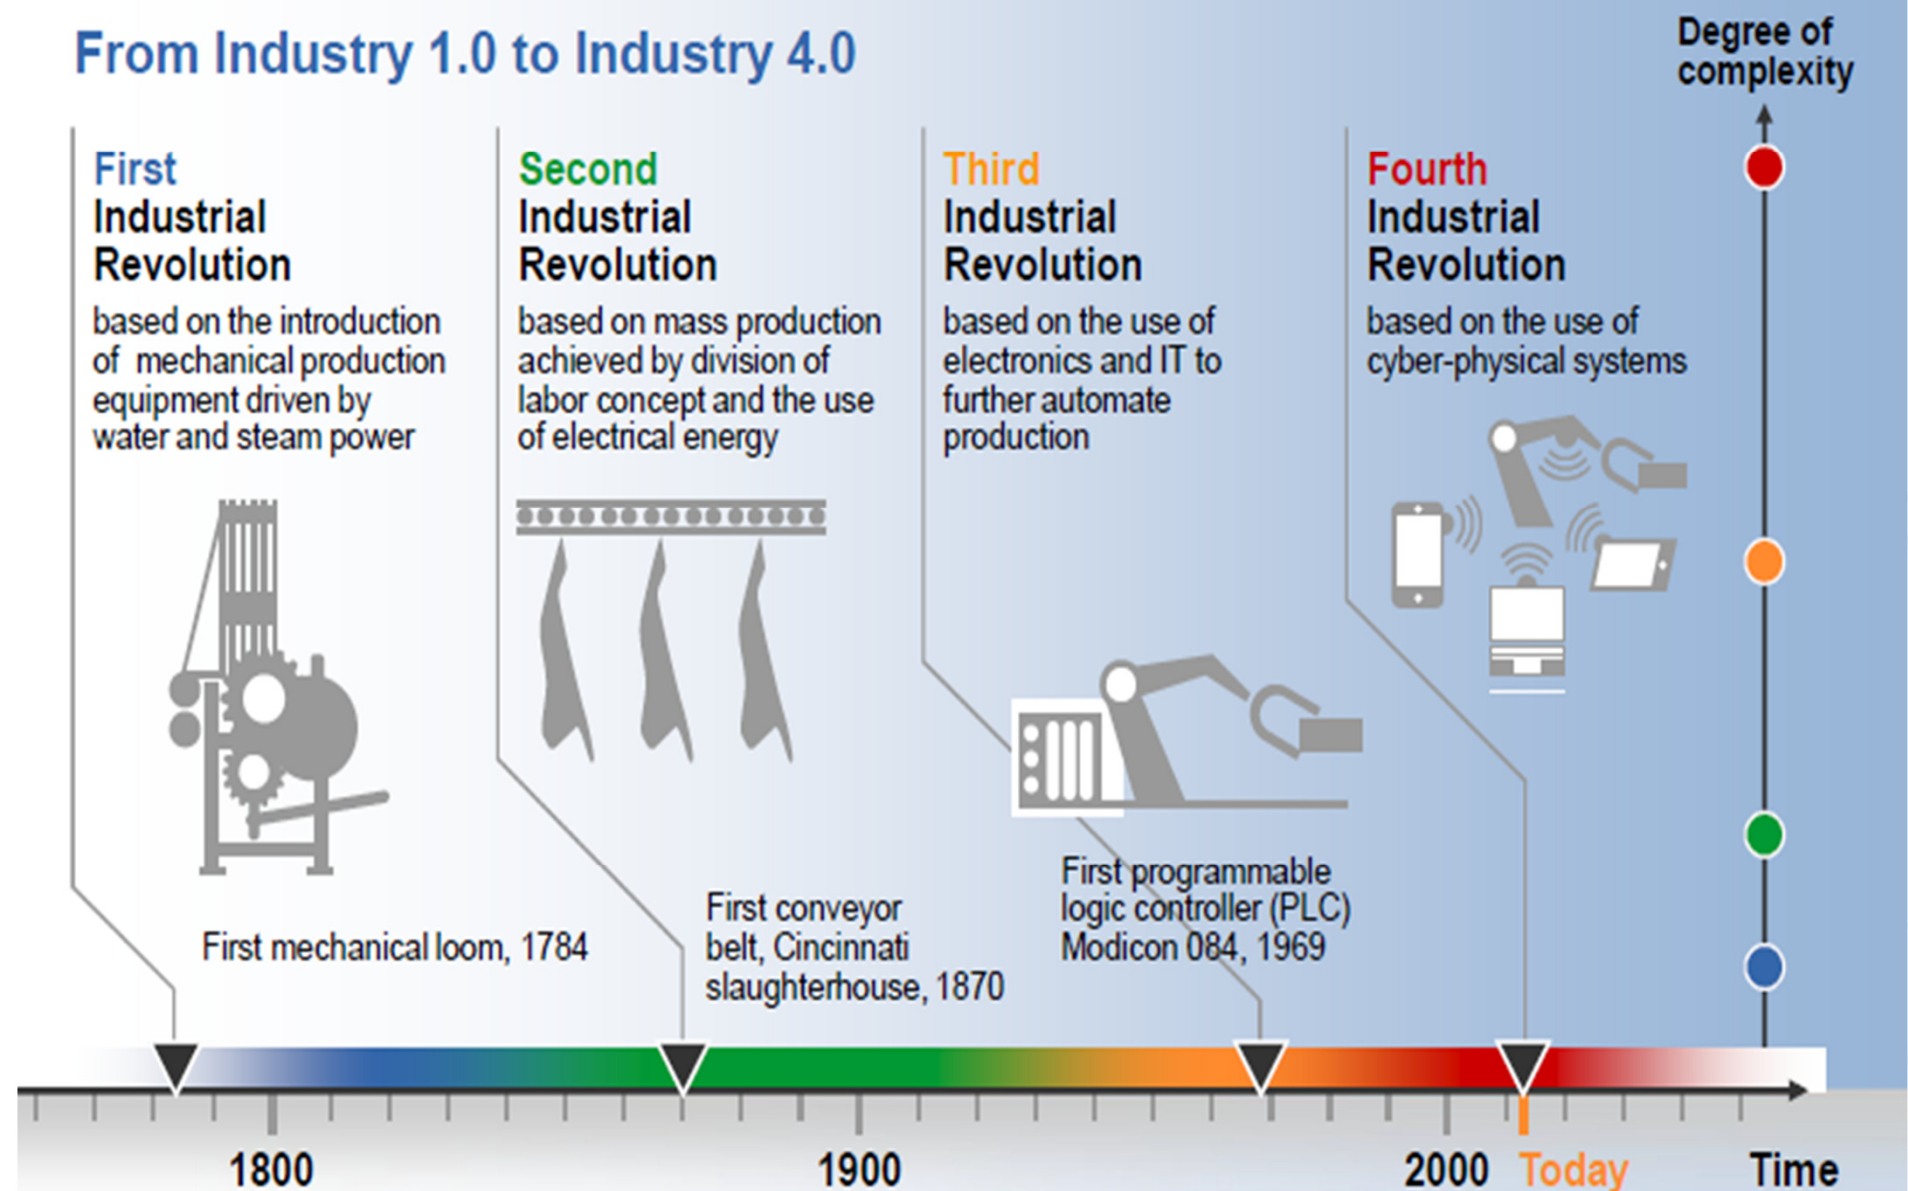 From Industry 1.0 to Industry 4.0
Degree of
complexity
First
Industrial
Revolution
based on the introduction
of mechanical production
equipment driven by
water and steam power
First mechanical loom, 1784
Second
Industrial
Revolution
based on mass production
achieved by division of
labor concept and the use
of electrical energy
First conveyor
belt, Cincinnati
slaughterhouse, 1870
Third
Industrial
Revolution
based on the use of
electronics and IT to
further automate
production
First programmable
logic controller (PLC)
Modicon 084, 1969
Fourth
Industrial
Revolution
based on the use of
cyber-physical systems
1800
1900
2000
Today
Time